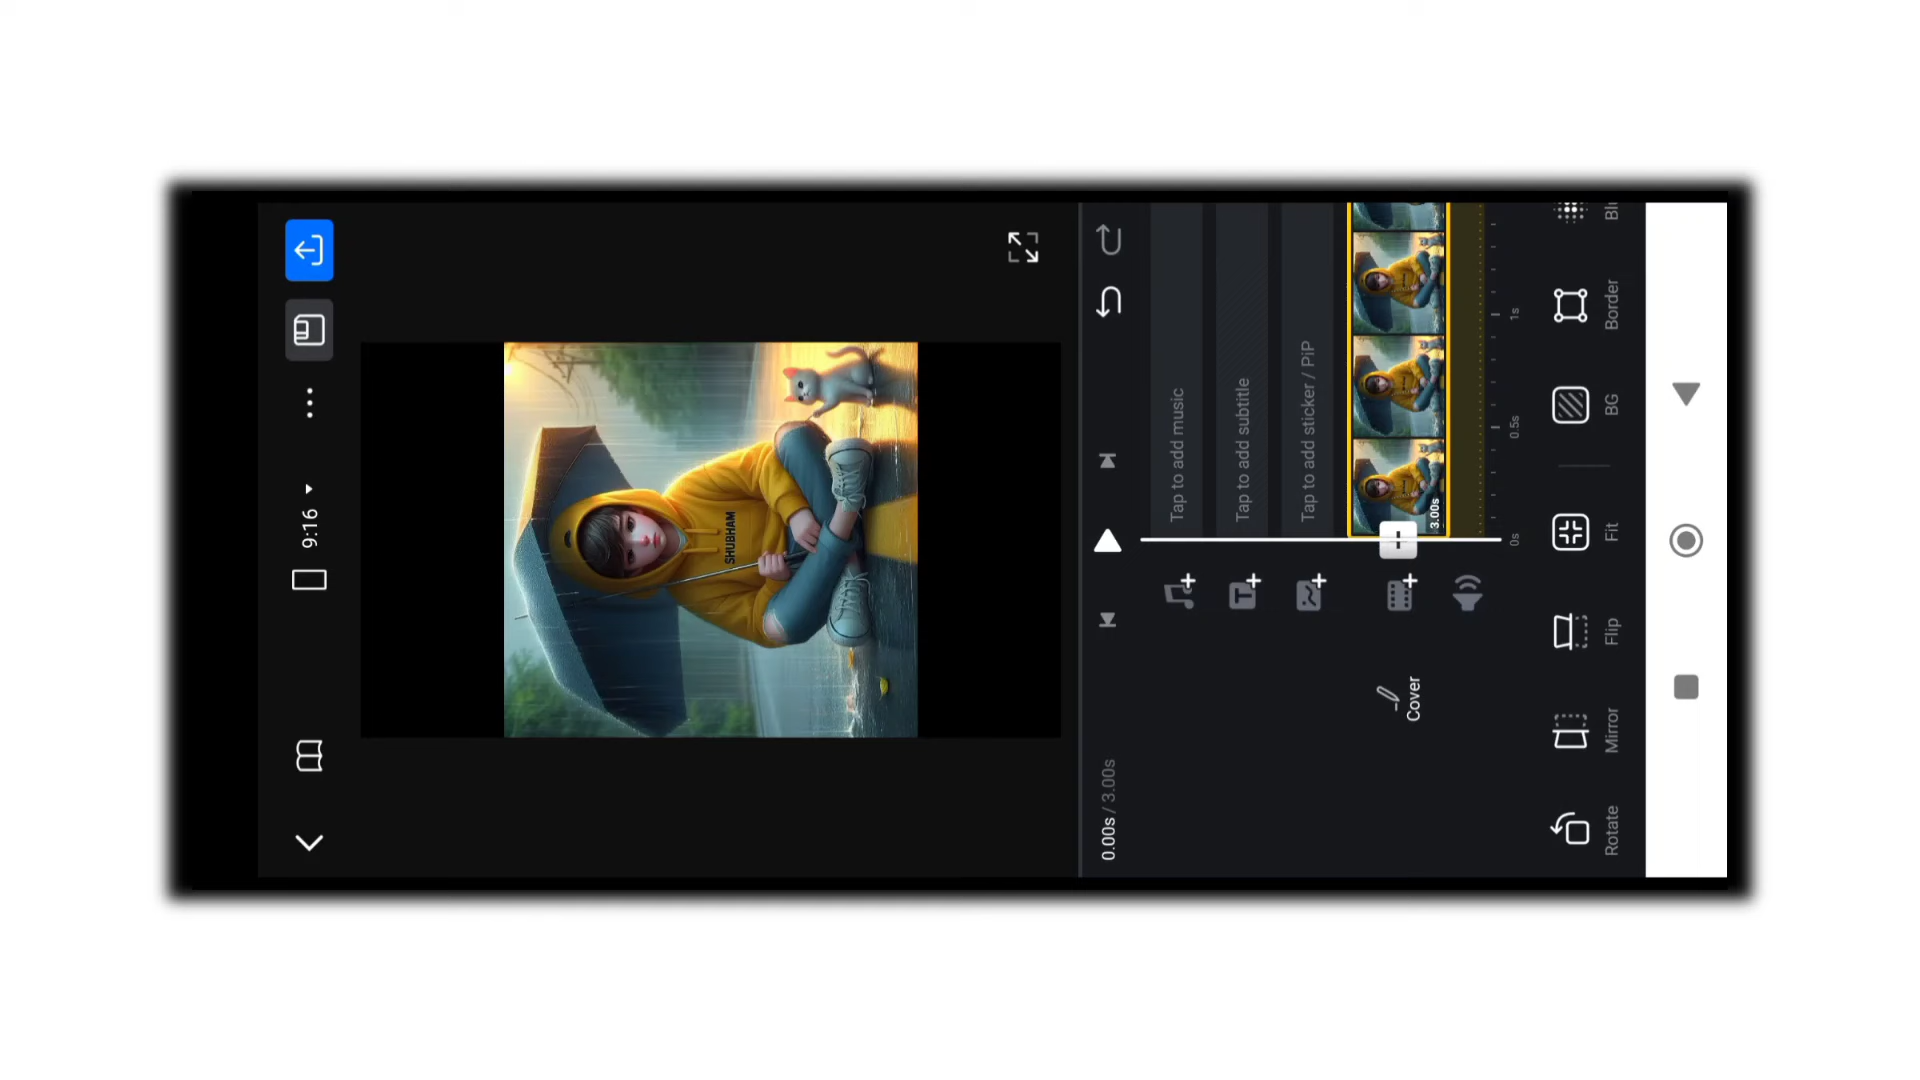 9:16
SHUBHAM
0.00s / 3.00s
Tap to add music
Tap to add subtitle
Tap to add sticker / PiP
Cover
3.00s
0s
0.5s
1s
Rotate
Mirror
Flip
Fit
BG
Border